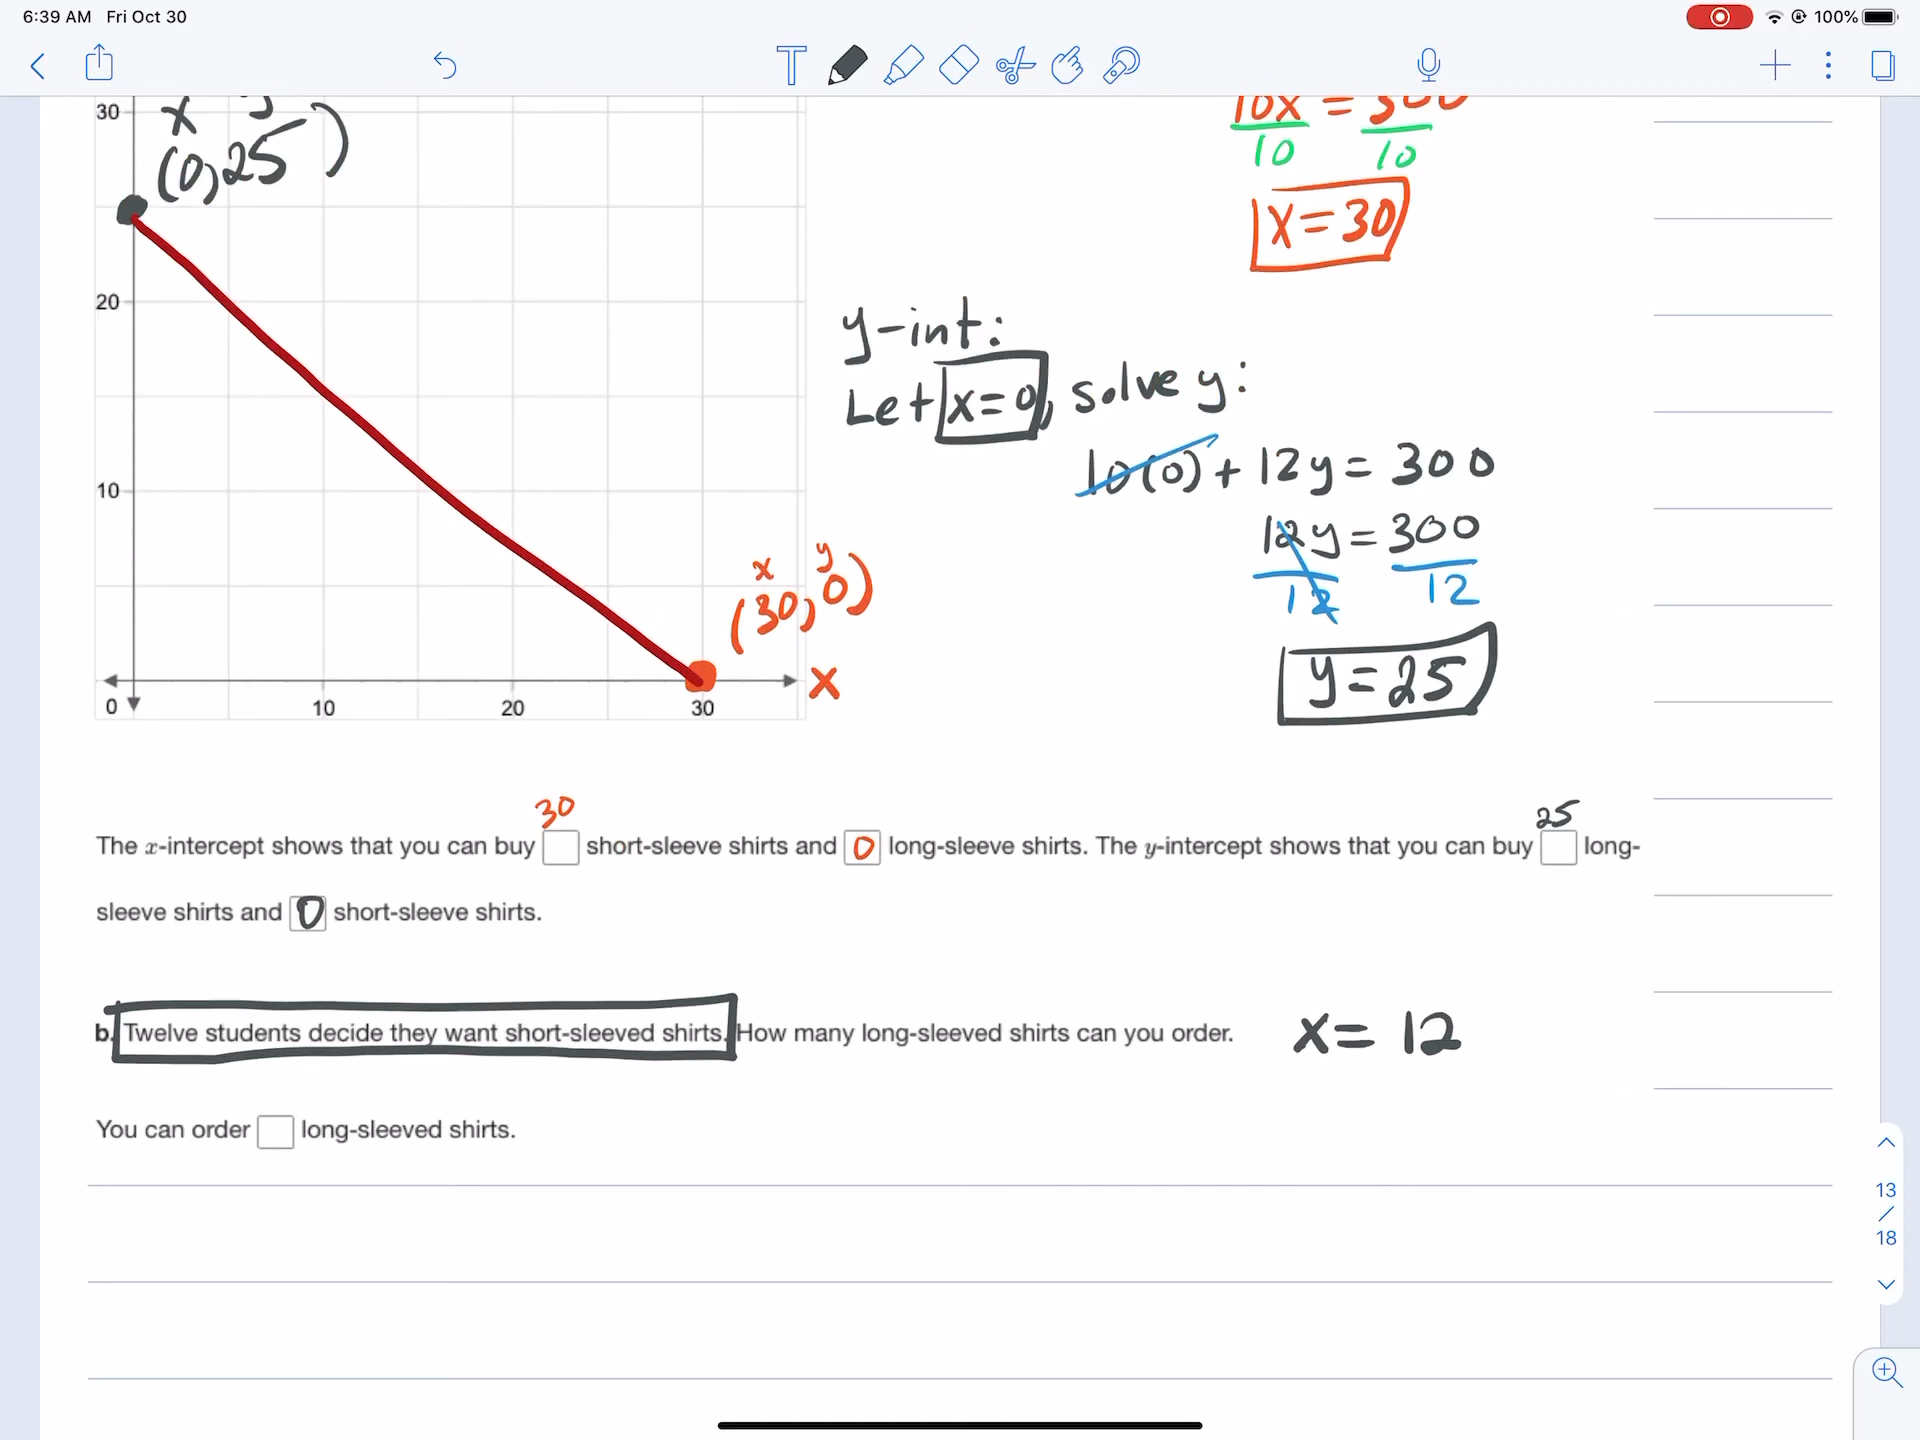 6:39 AM Fri Oct 30
100%
30
x y
(0,25)
20
10
0
10
20
30
x y
(30,0)
x
10x = 300
10 10
x=30
y-int:
Let x=0, solve y:
10(0) + 12y = 300
12y = 300
12 12
y = 25
30
25
The x-intercept shows that you can buy short-sleeve shirts and 0 long-sleeve shirts. The y-intercept shows that you can buy long-
sleeve shirts and 0 short-sleeve shirts.
b. Twelve students decide they want short-sleeved shirts. How many long-sleeved shirts can you order.
x= 12
You can order long-sleeved shirts.
13
/
18